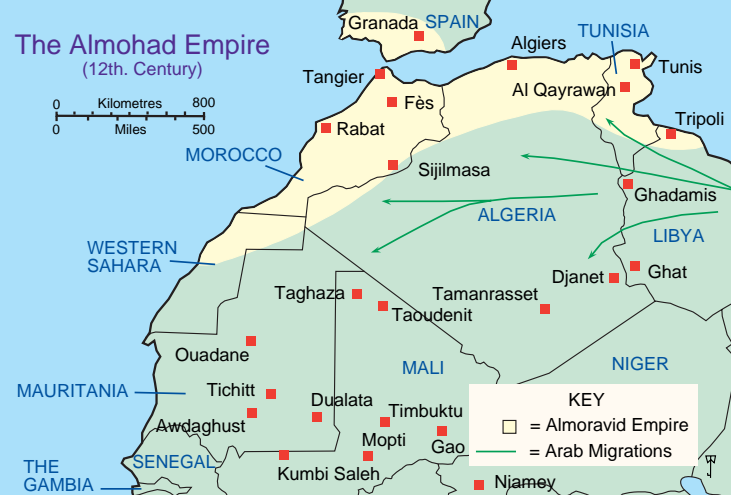 Granada
SPAIN
The Almohad Empire
(12th. Century)
TUNISIA
Algiers
Tangier
Tunis
Al Qayrawan
0 Kilometres 800
0 Miles 500
Fès
Rabat
Tripoli
MOROCCO
Sijilmasa
Ghadamis
ALGERIA
LIBYA
WESTERN
SAHARA
Djanet
Ghat
Taghaza
Tamanrasset
Taoudenit
Ouadane
MALI
NIGER
MAURITANIA
Tichitt
Dualata
Timbuktu
Awdaghust
Mopti
Gao
KEY
= Almoravid Empire
= Arab Migrations
THE
GAMBIA
SENEGAL
Kumbi Saleh
Niamey